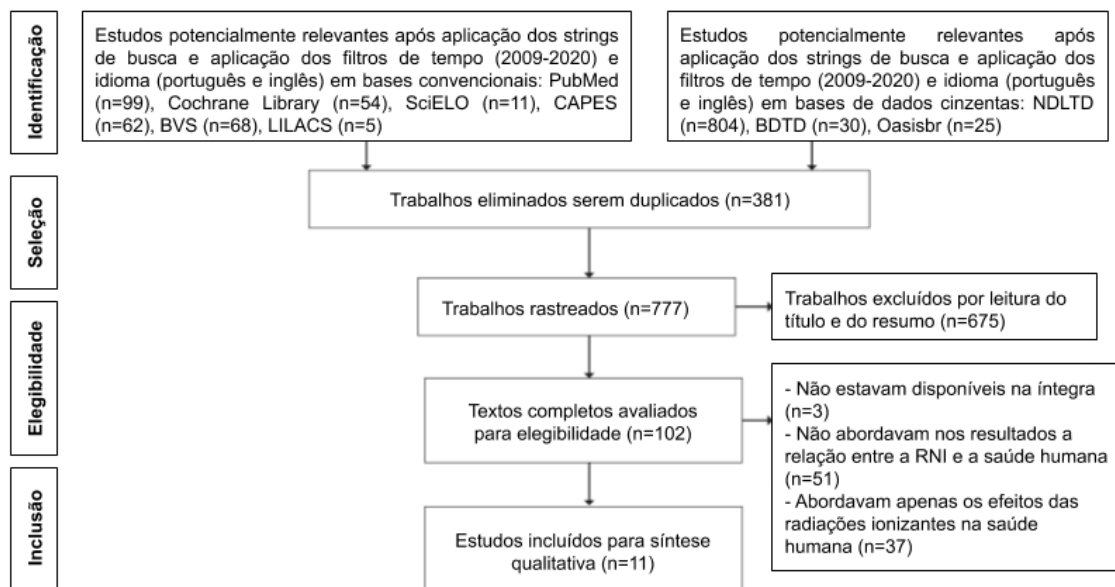 Identificação
Estudos potencialmente relevantes após aplicação dos strings
de busca e aplicação dos filtros de tempo (2009-2020) e
idioma (português e inglês) em bases convencionais: PubMed
(n=99), Cochrane Library (n=54), SciELO (n=11), CAPES
(n=62), BVS (n=68), LILACS (n=5)
Estudos potencialmente relevantes após
aplicação dos strings de busca e aplicação dos
filtros de tempo (2009-2020) e idioma (português
e inglês) em bases de dados cinzentas: NDLTD
(n=804), BDTD (n=30), Oasisbr (n=25)
Seleção
Trabalhos eliminados serem duplicados (n=381)
Trabalhos rastreados (n=777)
Trabalhos excluídos por leitura do
título e do resumo (n=675)
Elegibilidade
Textos completos avaliados
para elegibilidade (n=102)
- Não estavam disponíveis na íntegra
(n=3)
- Não abordavam nos resultados a
relação entre a RNI e a saúde humana
(n=51)
- Abordavam apenas os efeitos das
radiações ionizantes na saúde
humana (n=37)
Inclusão
Estudos incluídos para síntese
qualitativa (n=11)